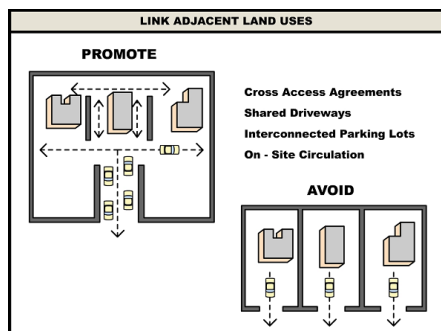 LINK ADJACENT LAND USES
PROMOTE
Cross Access Agreements
Shared Driveways
Interconnected Parking Lots
On - Site Circulation
AVOID